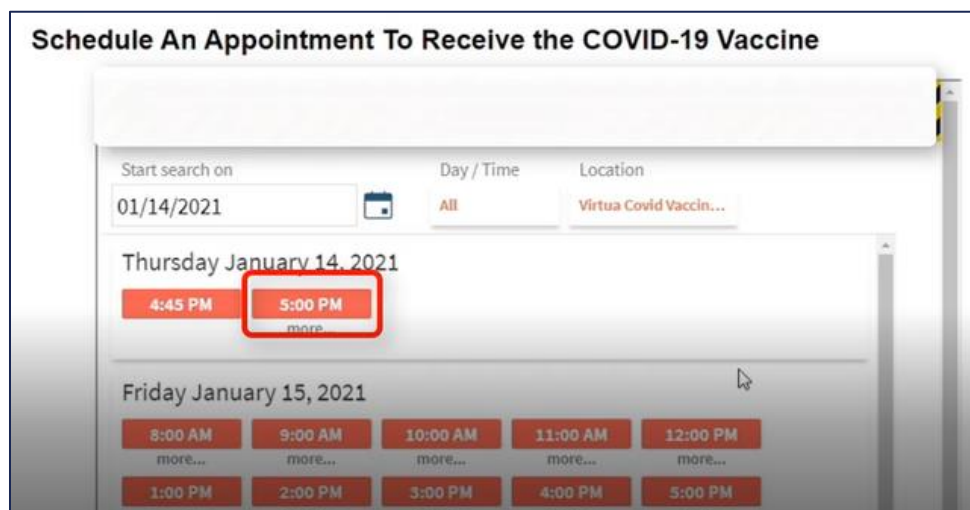 Schedule An Appointment To Receive the COVID-19 Vaccine
Start search on Day / Time Location
01/14/2021 All Virtua Covid Vaccin...
Thursday January 14, 2021
4:45 PM 5:00 PM
more...
Friday January 15, 2021
8:00 AM 9:00 AM 10:00 AM 11:00 AM 12:00 PM
more... more... more... more... more...
1:00 PM 2:00 PM 3:00 PM 4:00 PM 5:00 PM